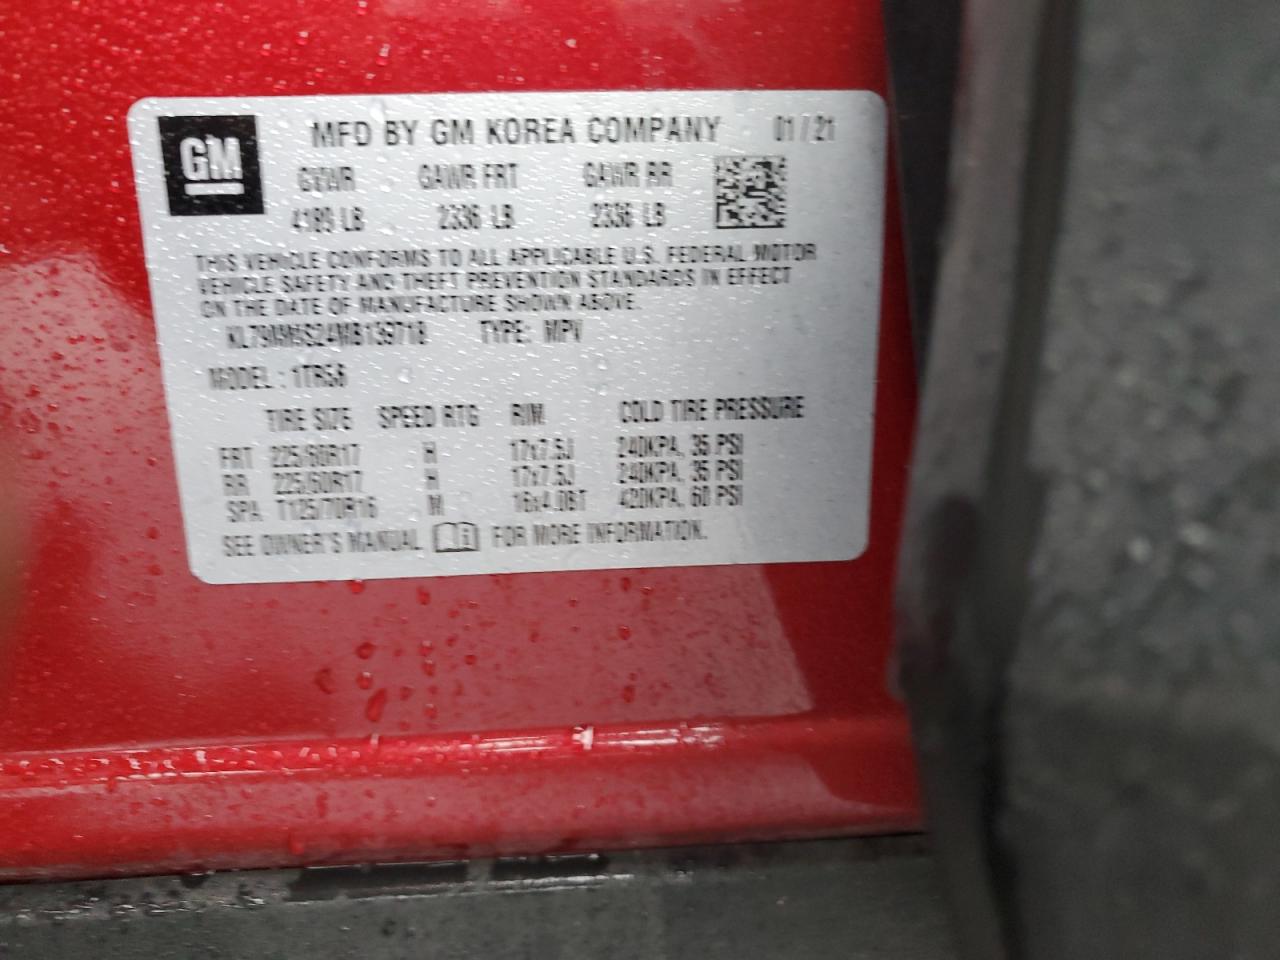 GM
MFD BY GM KOREA COMPANY 01/21
GVWR GAWR FRT GAWR RR
4189 LB 2336 LB 2336 LB
THIS VEHICLE CONFORMS TO ALL APPLICABLE U.S. FEDERAL MOTOR
VEHICLE SAFETY AND THEFT PREVENTION STANDARDS IN EFFECT
ON THE DATE OF MANUFACTURE SHOWN ABOVE.
TYPE: MPV
MODEL : 1TR56
TIRE SIZE SPEED RTG RIM COLD TIRE PRESSURE
FRT 225/60R17 H 17x7.5J 240KPA, 35 PSI
RR 225/60R17 H 17x7.5J 240KPA, 35 PSI
SPA T125/70R16 M 16x4.0BT 420KPA, 60 PSI
SEE OWNER'S MANUAL FOR MORE INFORMATION.